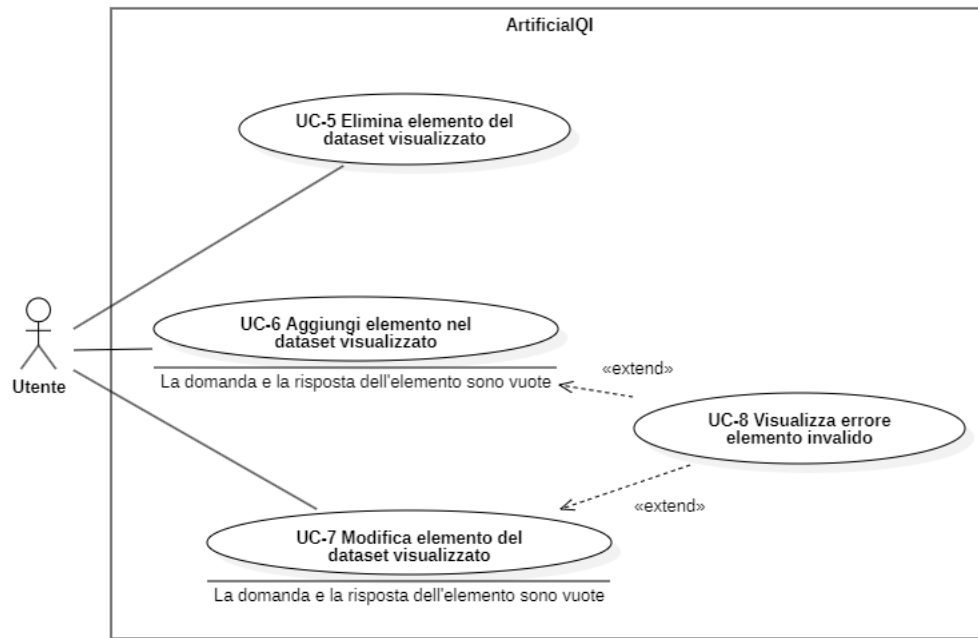 ArtificialQI
UC-5 Elimina elemento del
dataset visualizzato
UC-6 Aggiungi elemento nel
dataset visualizzato
La domanda e la risposta dell'elemento sono vuote
Utente
«extend»
UC-8 Visualizza errore
elemento invalido
«extend»
UC-7 Modifica elemento del
dataset visualizzato
La domanda e la risposta dell'elemento sono vuote